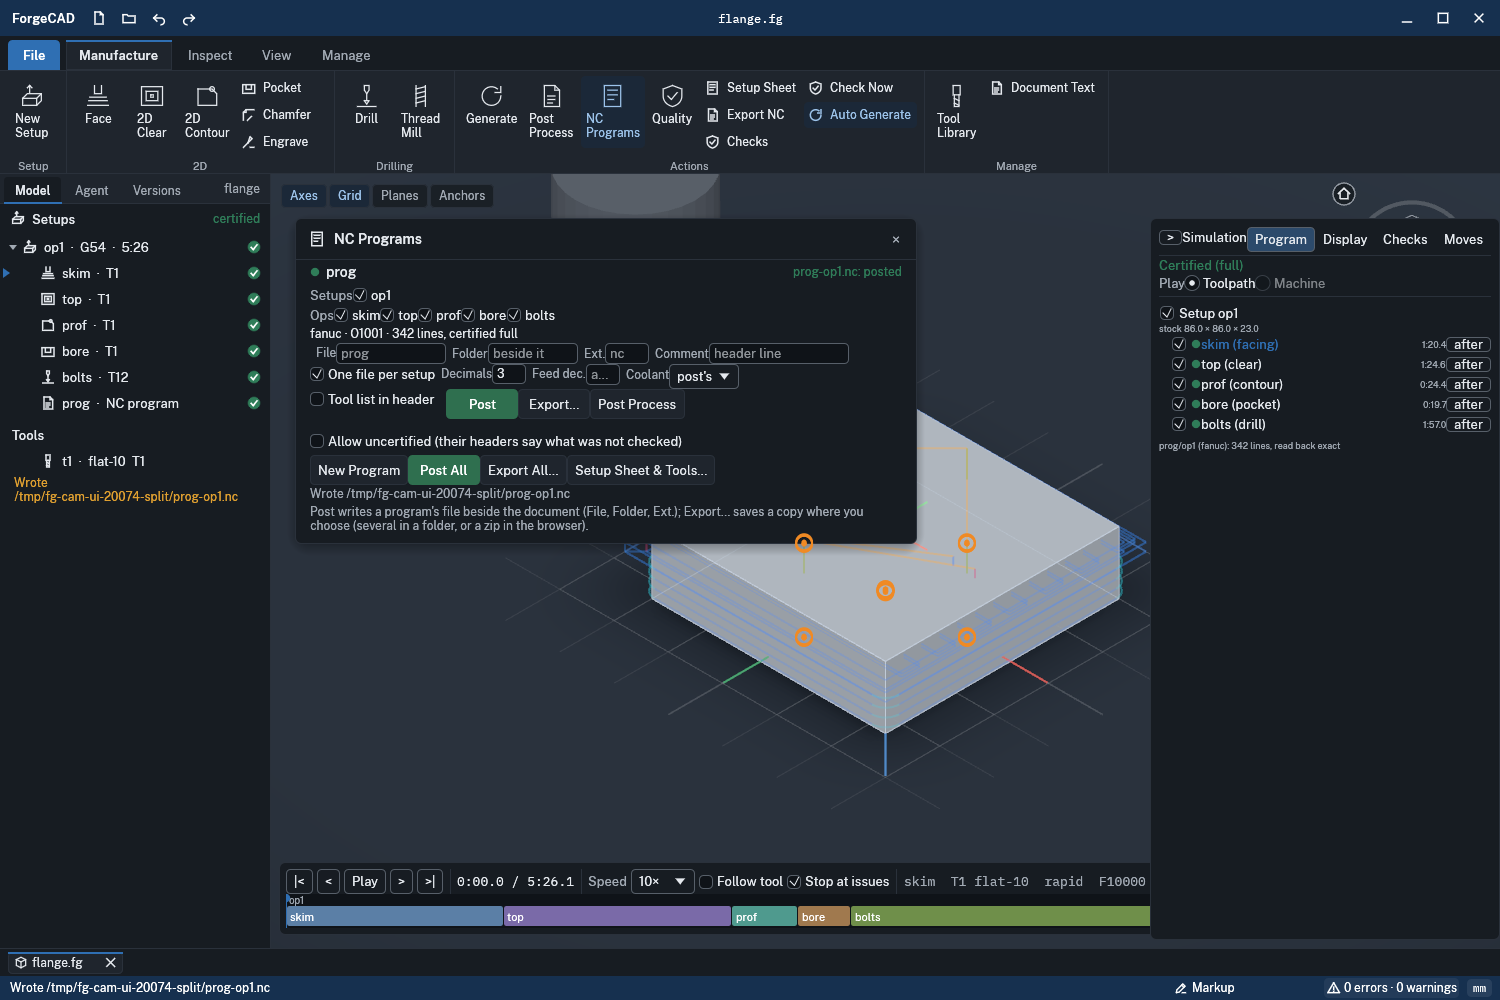 ForgeCAD
flange.fg
File Manufacture Inspect View Manage
New Setup
Face
2D Clear
2D Contour
Pocket
Chamfer
Engrave
Drill
Thread Mill
Generate
Post Process
NC Programs
Quality
Setup Sheet
Export NC
Checks
Check Now
Auto Generate
Tool Library
Document Text
Setup 2D Drilling Actions Manage
Model Agent Versions flange
Setups certified
op1 · G54 · 5:26
skim · T1
top · T1
prof · T1
bore · T1
bolts · T12
prog · NC program
Tools
t1 · flat-10 T1
Wrote
/tmp/fg-cam-ui-20074-split/prog-op1.nc
Axes Grid Planes Anchors
NC Programs ×
prog prog-op1.nc: posted
Setups op1
Ops skim top prof bore bolts
fanuc · O1001 · 342 lines, certified full
File prog Folder beside it Ext. nc Comment header line
One file per setup Decimals 3 Feed dec. a... Coolant post's
Tool list in header Post Export... Post Process
Allow uncertified (their headers say what was not checked)
New Program Post All Export All... Setup Sheet & Tools...
Wrote /tmp/fg-cam-ui-20074-split/prog-op1.nc
Post writes a program's file beside the document (File, Folder, Ext.); Export... saves a copy where you
choose (several in a folder, or a zip in the browser).
> Simulation Program Display Checks Moves
Certified (full)
Play Toolpath Machine
Setup op1
stock 86.0 × 86.0 × 23.0
skim (facing) 1:20.4 after
top (clear) 1:24.6 after
prof (contour) 0:24.4 after
bore (pocket) 0:19.7 after
bolts (drill) 1:57.0 after
prog/op1 (fanuc): 342 lines, read back exact
|< < Play > >| 0:00.0 / 5:26.1 Speed 10× Follow tool Stop at issues skim T1 flat-10 rapid F10000
op1
skim top prof bore bolts
flange.fg
Wrote /tmp/fg-cam-ui-20074-split/prog-op1.nc Markup 0 errors · 0 warnings mm